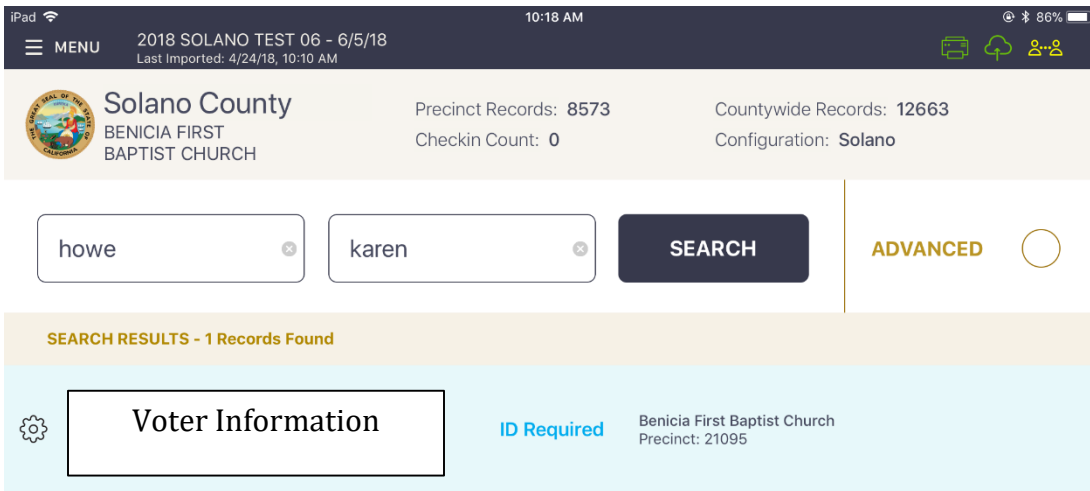 iPad 10:18 AM 86%
MENU 2018 SOLANO TEST 06 - 6/5/18
Last Imported: 4/24/18, 10:10 AM
Solano County
BENICIA FIRST
BAPTIST CHURCH
Precinct Records: 8573
Checkin Count: 0
Countywide Records: 12663
Configuration: Solano
howe karen SEARCH ADVANCED
SEARCH RESULTS - 1 Records Found
Voter Information
ID Required
Benicia First Baptist Church
Precinct: 21095